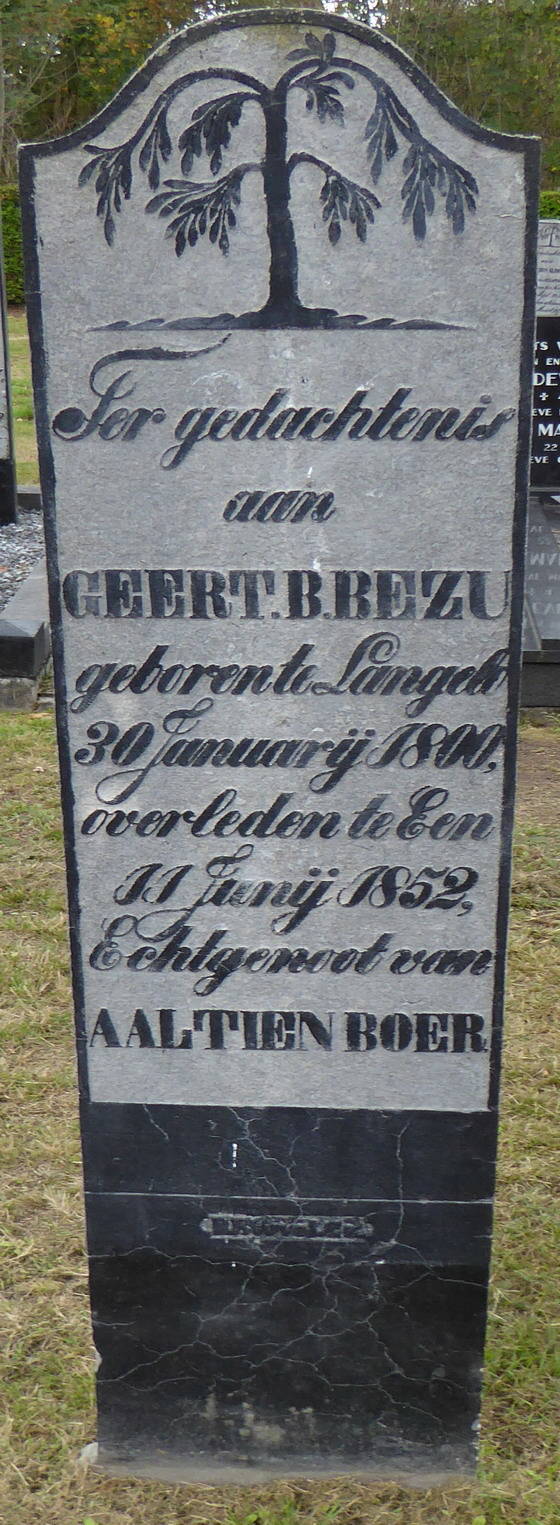 Ter gedachtenis
aan
GEERT. B. BEZU
geboren te Langelo
30 Januarij 1800,
overleden te Een
11 Junij 1852,
Echtgenoot van
AALTIEN BOER